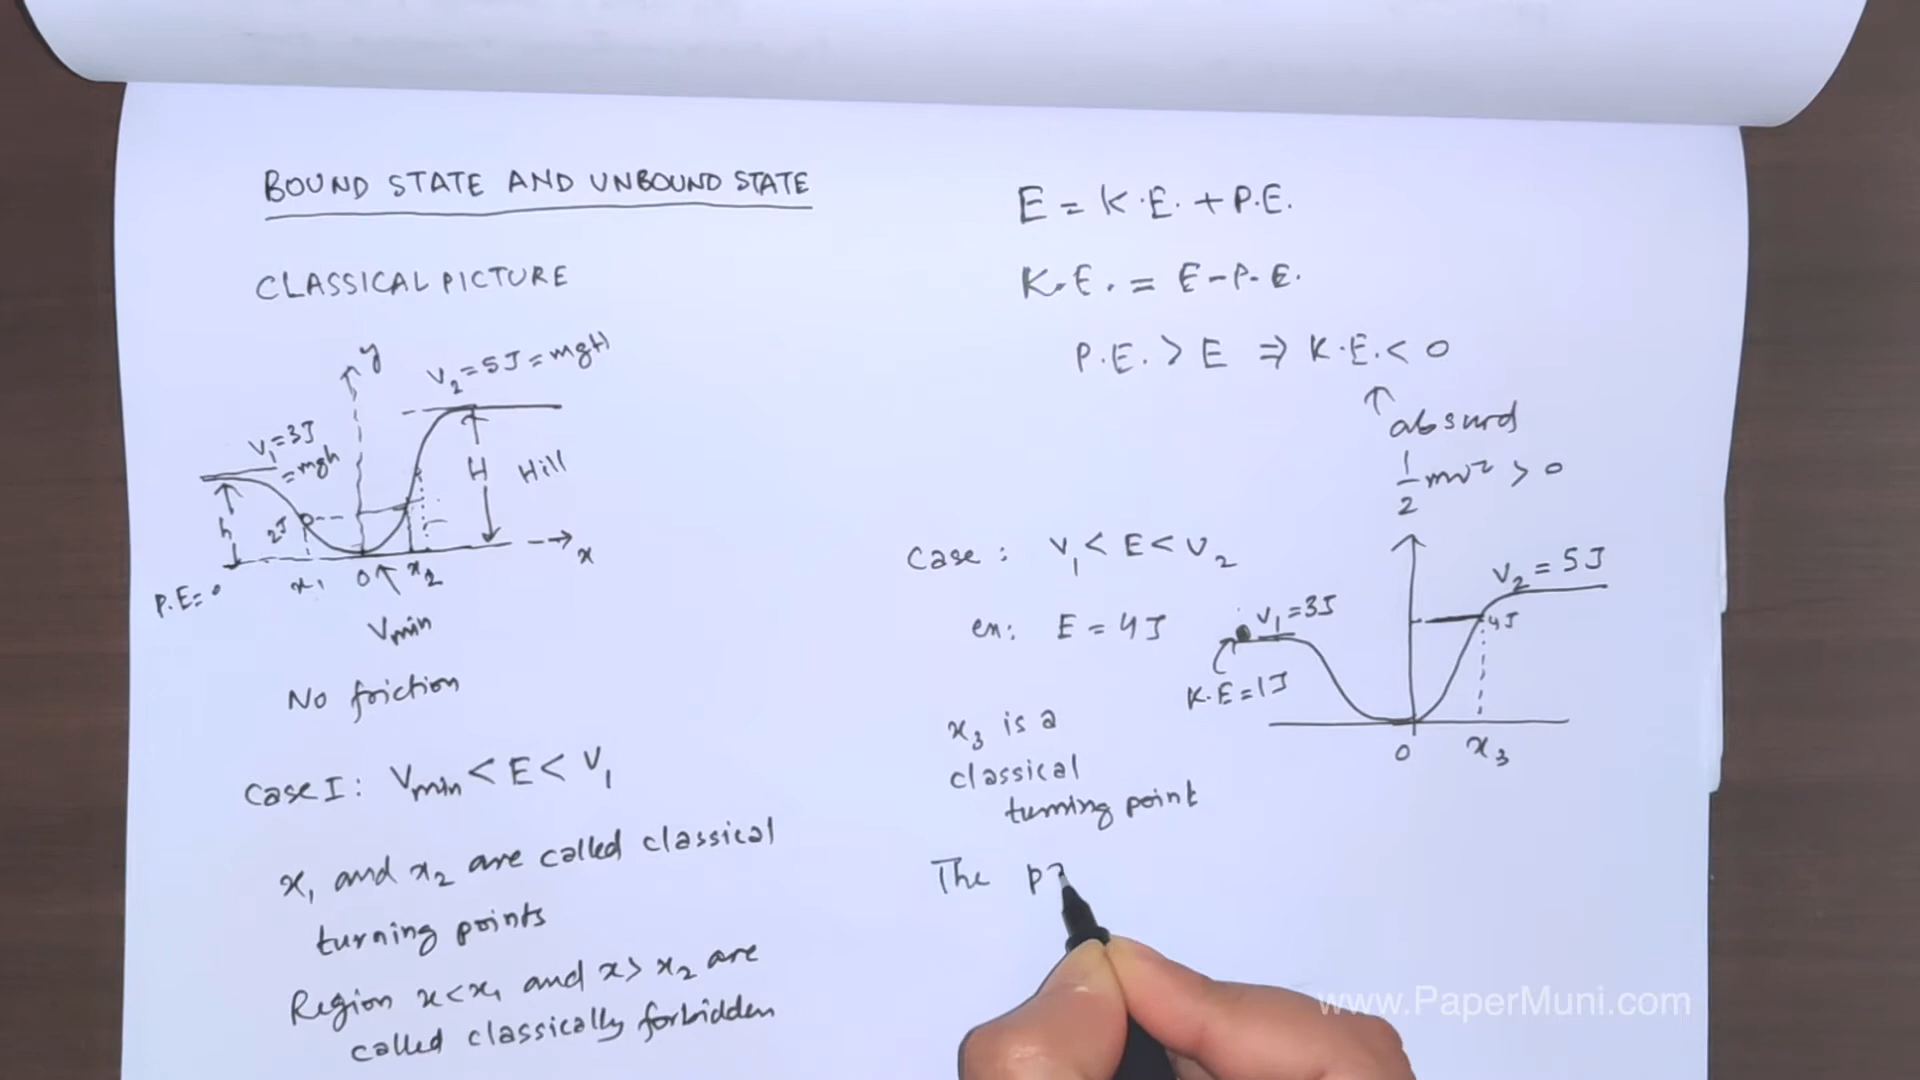 BOUND STATE AND UNBOUND STATE
CLASSICAL PICTURE
y
V₂ = 5J = mgH
V₁ = 3J
= mgh
H
Hill
h
2J
P.E = 0
x₁
0
x₂
x
Vmin
No friction
Case I: Vmin < E < V₁
x₁ and x₂ are called classical
turning points
Region x < x₁ and x > x₂ are
called classically forbidden
E = K.E. + P.E.
K.E. = E - P.E.
P.E. > E ⇒ K.E. < 0
↑
absurd
1/2 mv² > 0
Case: V₁ < E < V₂
ex: E = 4J
V₁ = 3J
V₂ = 5J
4J
K.E = 1J
0
x₃
x₃ is a
classical
turning point
The pa
www.PaperMuni.com